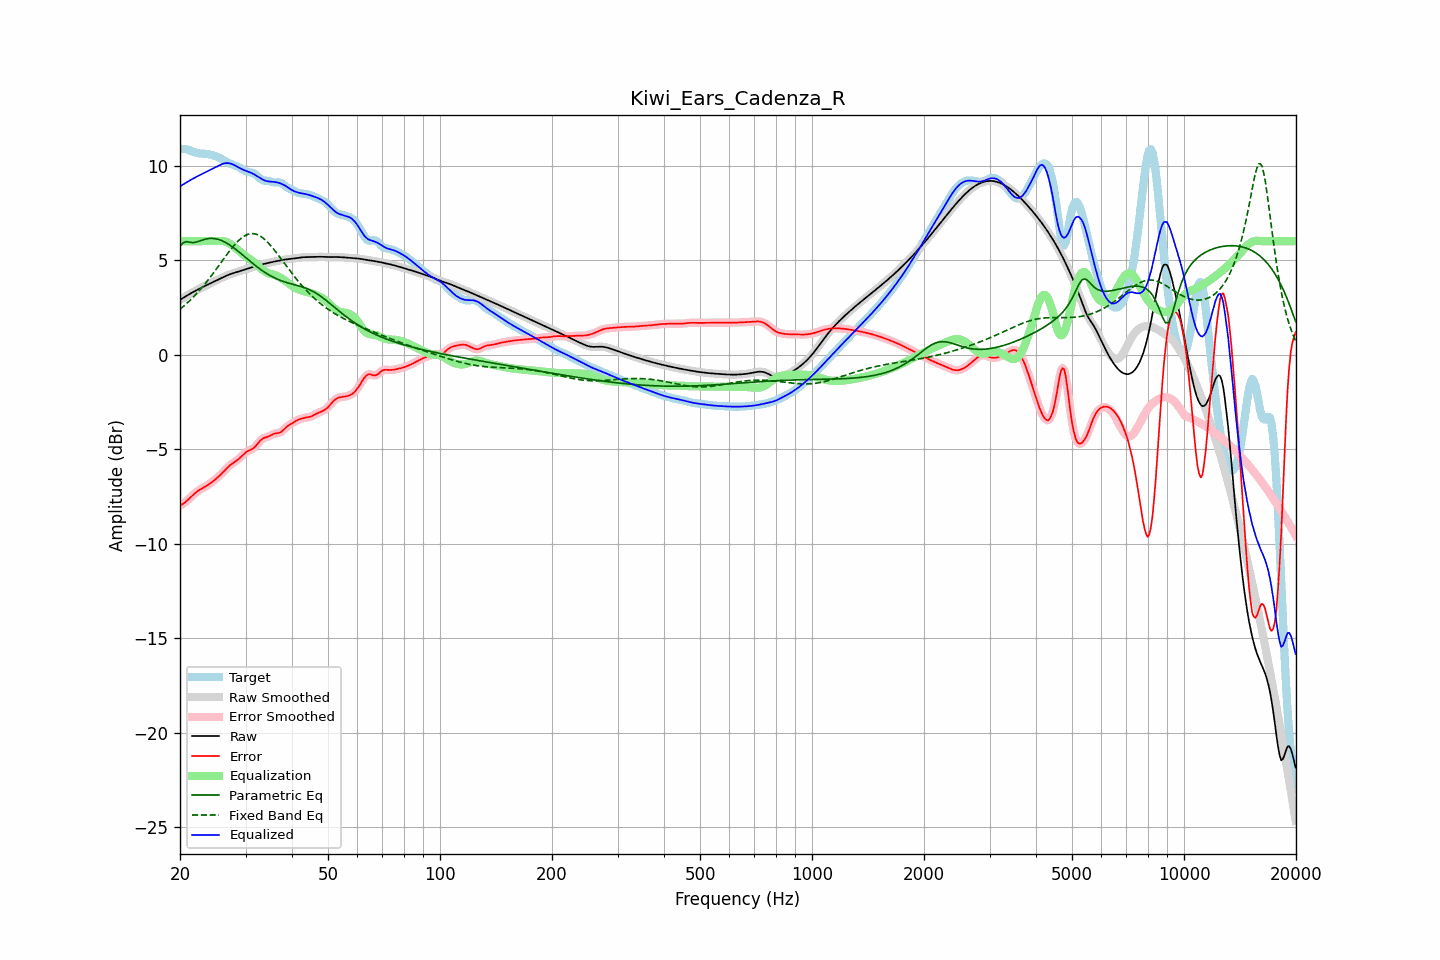 Kiwi_Ears_Cadenza_R
Amplitude (dBr)
10
5
0
−5
−10
−15
−20
−25
Target
Raw Smoothed
Error Smoothed
Raw
Error
Equalization
Parametric Eq
Fixed Band Eq
Equalized
20 50 100 200 500 1000 2000 5000 10000 20000
Frequency (Hz)